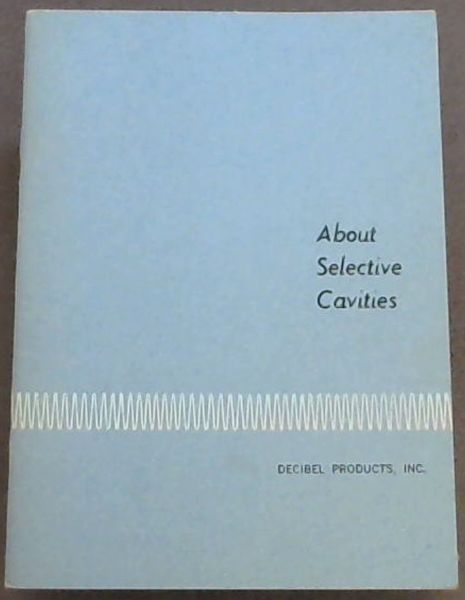 About
Selective
Cavities
DECIBEL PRODUCTS, INC.